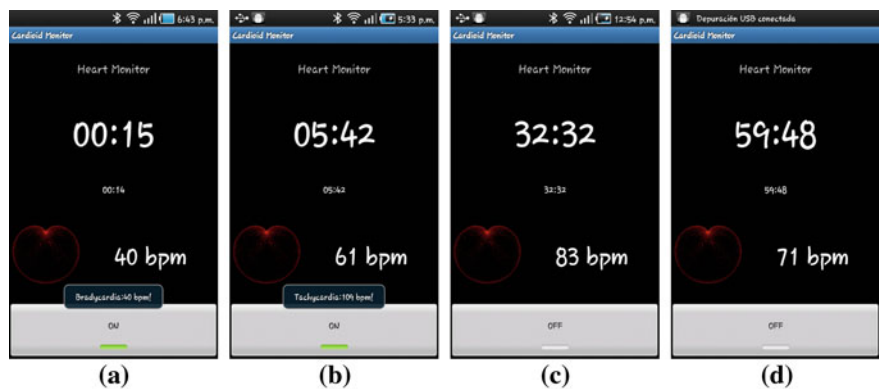 6:43 p.m.
Cardioid Monitor
Heart Monitor
00:15
00:14
40 bpm
Bradycardia:40 bpm!
ON
(a)
5:33 p.m.
Cardioid Monitor
Heart Monitor
05:42
05:42
61 bpm
Tachycardia:109 bpm!
ON
(b)
12:54 p.m.
Cardioid Monitor
Heart Monitor
32:32
32:32
83 bpm
OFF
(c)
Depuración USB conectada
Cardioid Monitor
Heart Monitor
59:48
59:48
71 bpm
OFF
(d)